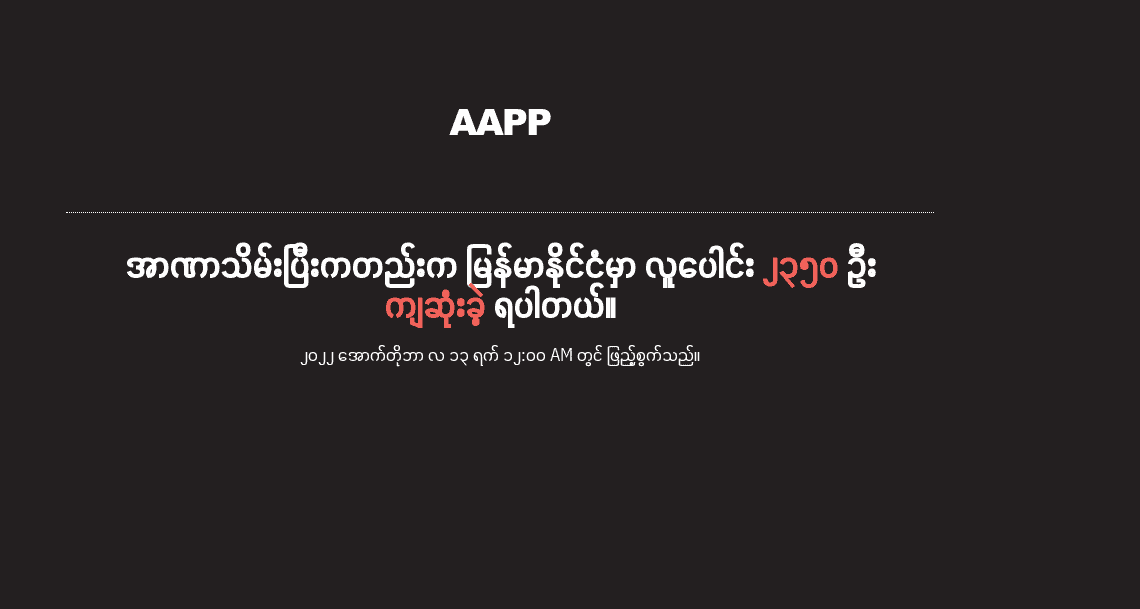 AAPP
အာဏာသိမ်းပြီးကတည်းက မြန်မာနိုင်ငံမှာ လူပေါင်း ၂၃၅၀ ဦး
ကျဆုံးခဲ့ ရပါတယ်။
၂၀၂၂ အောက်တိုဘာ လ ၁၃ ရက် ၁၂:၀၀ AM တွင် ဖြည့်စွက်သည်။